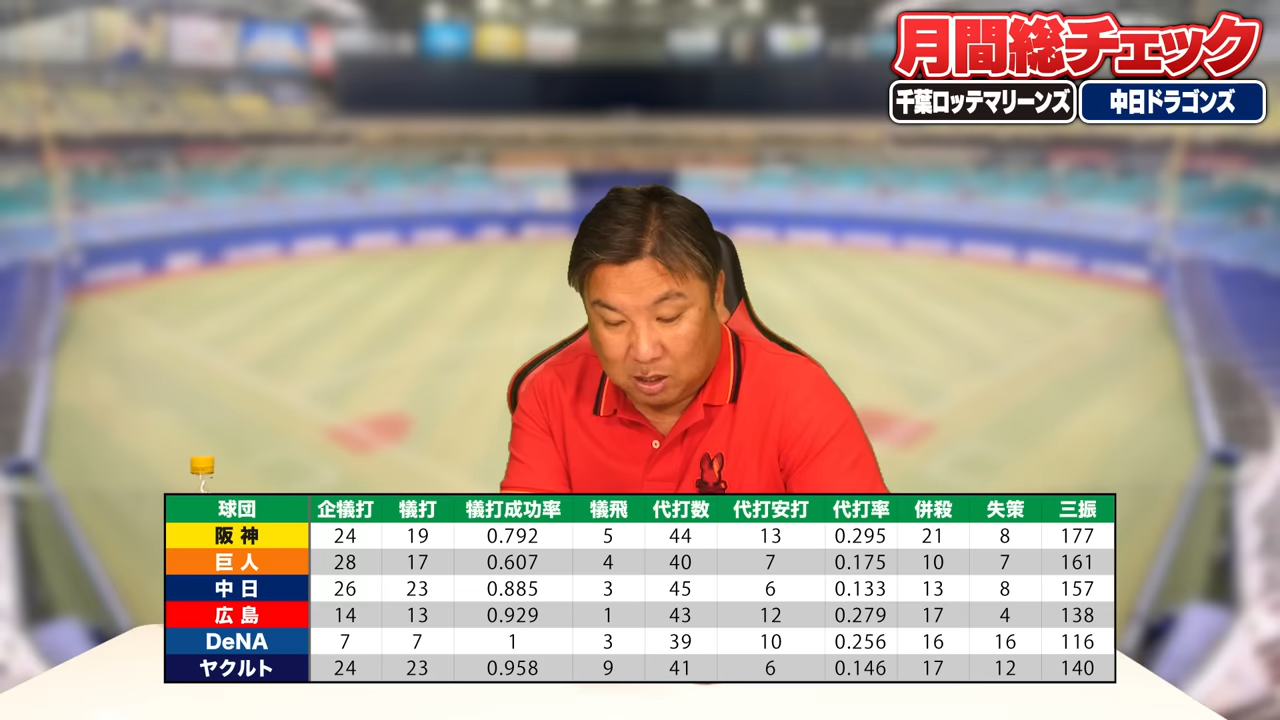 月間総チェック
千葉ロッテマリーンズ 中日ドラゴンズ
球団 企犠打 犠打 犠打成功率 犠飛 代打数 代打安打 代打率 併殺 失策 三振
阪神 24 19 0.792 5 44 13 0.295 21 8 177
巨人 28 17 0.607 4 40 7 0.175 10 7 161
中日 26 23 0.885 3 45 6 0.133 13 8 157
広島 14 13 0.929 1 43 12 0.279 17 4 138
DeNA 7 7 1 3 39 10 0.256 16 16 116
ヤクルト 24 23 0.958 9 41 6 0.146 17 12 140